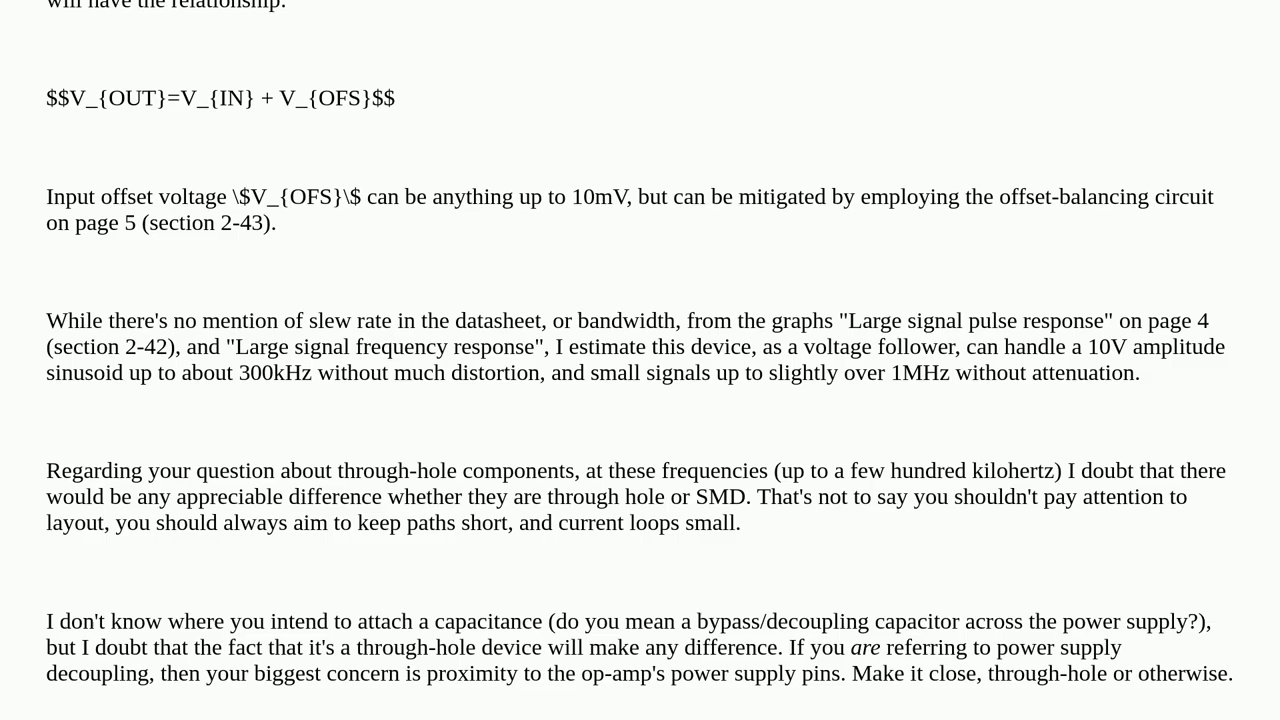 will have the relationship:
$$V_{OUT}=V_{IN} + V_{OFS}$$
Input offset voltage \$V_{OFS}\$ can be anything up to 10mV, but can be mitigated by employing the offset-balancing circuit
on page 5 (section 2-43).
While there's no mention of slew rate in the datasheet, or bandwidth, from the graphs "Large signal pulse response" on page 4
(section 2-42), and "Large signal frequency response", I estimate this device, as a voltage follower, can handle a 10V amplitude
sinusoid up to about 300kHz without much distortion, and small signals up to slightly over 1MHz without attenuation.
Regarding your question about through-hole components, at these frequencies (up to a few hundred kilohertz) I doubt that there
would be any appreciable difference whether they are through hole or SMD. That's not to say you shouldn't pay attention to
layout, you should always aim to keep paths short, and current loops small.
I don't know where you intend to attach a capacitance (do you mean a bypass/decoupling capacitor across the power supply?),
but I doubt that the fact that it's a through-hole device will make any difference. If you are referring to power supply
decoupling, then your biggest concern is proximity to the op-amp's power supply pins. Make it close, through-hole or otherwise.